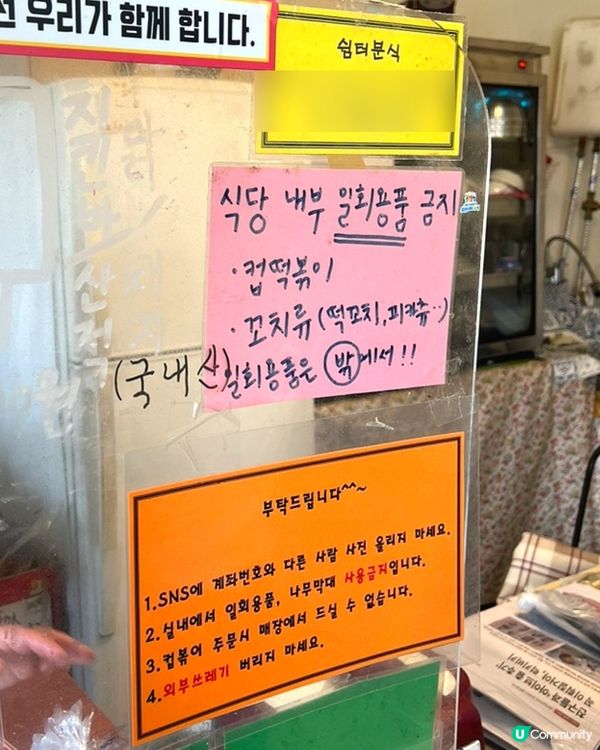 선 우리가 함께 합니다.
쉼터분식
식당 내부 일회용품 금지
· 컵떡볶이
· 꼬치류 (떡꼬치, 피카츄··)
일회용품은 밖에서!!
(국내산)
부탁드립니다^^~
1. SNS에 계좌번호와 다른 사람 사진 올리지 마세요.
2. 실내에서 일회용품, 나무막대 사용금지입니다.
3. 컵볶이 주문시 매장에서 드실 수 없습니다.
4. 외부쓰레기 버리지 마세요.
U Community